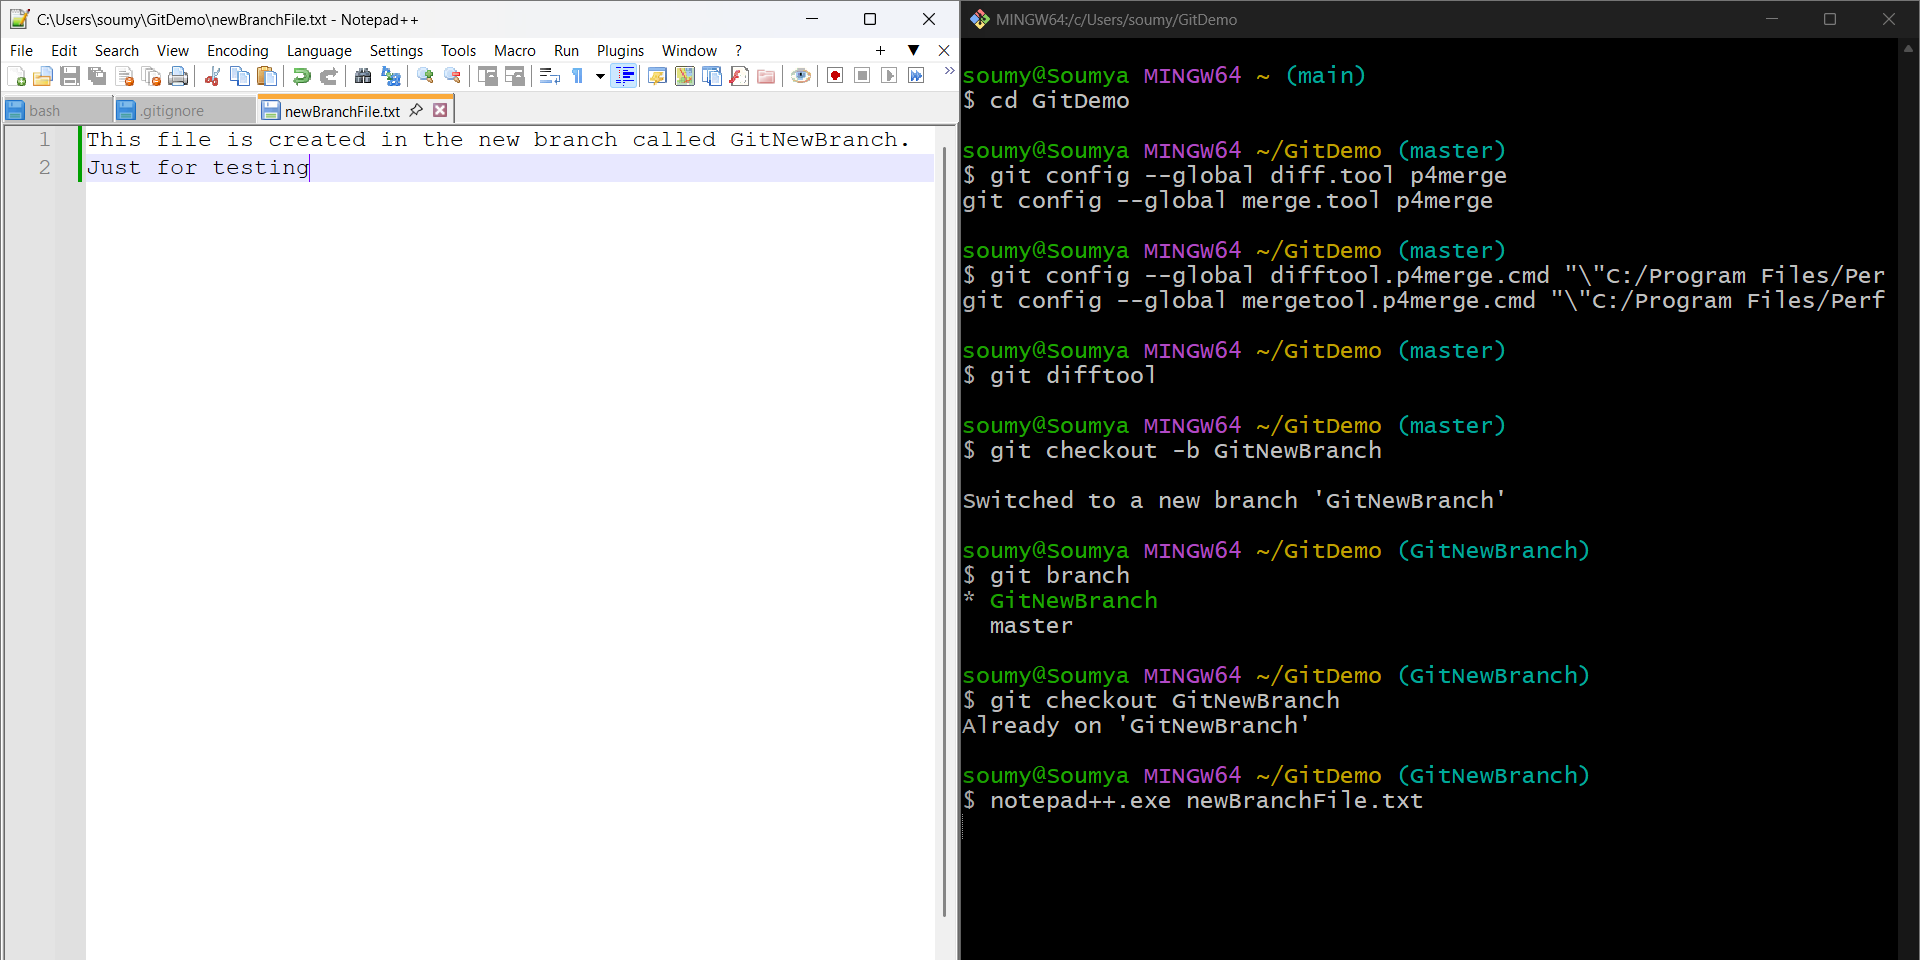 C:\Users\soumy\GitDemo\newBranchFile.txt - Notepad++
File Edit Search View Encoding Language Settings Tools Macro Run Plugins Window ?
bash .gitignore newBranchFile.txt
1 This file is created in the new branch called GitNewBranch.
2 Just for testing
MINGW64:/c/Users/soumy/GitDemo
soumy@Soumya MINGW64 ~ (main)
$ cd GitDemo
soumy@Soumya MINGW64 ~/GitDemo (master)
$ git config --global diff.tool p4merge
git config --global merge.tool p4merge
soumy@Soumya MINGW64 ~/GitDemo (master)
$ git config --global difftool.p4merge.cmd "\"C:/Program Files/Per
git config --global mergetool.p4merge.cmd "\"C:/Program Files/Perf
soumy@Soumya MINGW64 ~/GitDemo (master)
$ git difftool
soumy@Soumya MINGW64 ~/GitDemo (master)
$ git checkout -b GitNewBranch
Switched to a new branch 'GitNewBranch'
soumy@Soumya MINGW64 ~/GitDemo (GitNewBranch)
$ git branch
* GitNewBranch
master
soumy@Soumya MINGW64 ~/GitDemo (GitNewBranch)
$ git checkout GitNewBranch
Already on 'GitNewBranch'
soumy@Soumya MINGW64 ~/GitDemo (GitNewBranch)
$ notepad++.exe newBranchFile.txt